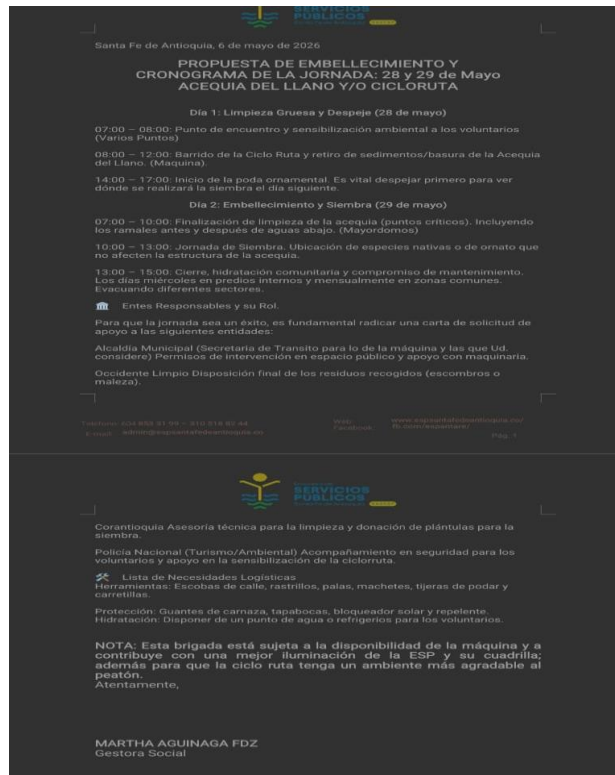 SERVICIOS
PÚBLICOS
Santa Fe de Antioquia, 6 de mayo de 2026
PROPUESTA DE EMBELLECIMIENTO Y
CRONOGRAMA DE LA JORNADA: 28 y 29 de Mayo
ACEQUIA DEL LLANO Y/O CICLORUTA
Día 1: Limpieza Gruesa y Despeje (28 de mayo)
07:00 – 08:00: Punto de encuentro y sensibilización ambiental a los voluntarios
(Varios Puntos)
08:00 – 12:00: Barrido de la Ciclo Ruta y retiro de sedimentos/basura de la Acequia
del Llano. (Maquina).
14:00 – 17:00: Inicio de la poda ornamental. Es vital despejar primero para ver
dónde se realizará la siembra el día siguiente.
Día 2: Embellecimiento y Siembra (29 de mayo)
07:00 – 10:00: Finalización de limpieza de la acequia (puntos críticos). Incluyendo
los ramales antes y después de aguas abajo. (Mayordomos)
10:00 – 13:00: Jornada de Siembra. Ubicación de especies nativas o de ornato que
no afecten la estructura de la acequia.
13:00 – 15:00: Cierre, hidratación comunitaria y compromiso de mantenimiento.
Los días miércoles en predios internos y mensualmente en zonas comunes.
Evacuando diferentes sectores.
Entes Responsables y su Rol.
Para que la jornada sea un éxito, es fundamental radicar una carta de solicitud de
apoyo a las siguientes entidades:
Alcaldía Municipal (Secretaria de Transito para lo de la máquina y las que Ud.
considere) Permisos de intervención en espacio público y apoyo con maquinaria.
Occidente Limpio Disposición final de los residuos recogidos (escombros o
maleza).
Web:
Facebook:
Pág. 1
SERVICIOS
PÚBLICOS
Corantioquia Asesoría técnica para la limpieza y donación de plántulas para la
siembra.
Policía Nacional (Turismo/Ambiental) Acompañamiento en seguridad para los
voluntarios y apoyo en la sensibilización de la ciclorruta.
Lista de Necesidades Logísticas
Herramientas: Escobas de calle, rastrillos, palas, machetes, tijeras de podar y
carretillas.
Protección: Guantes de carnaza, tapabocas, bloqueador solar y repelente.
Hidratación: Disponer de un punto de agua o refrigerios para los voluntarios.
NOTA: Esta brigada está sujeta a la disponibilidad de la máquina y a
contribuye con una mejor iluminación de la ESP y su cuadrilla;
además para que la ciclo ruta tenga un ambiente más agradable al
peatón.
Atentamente,
MARTHA AGUINAGA FDZ
Gestora Social